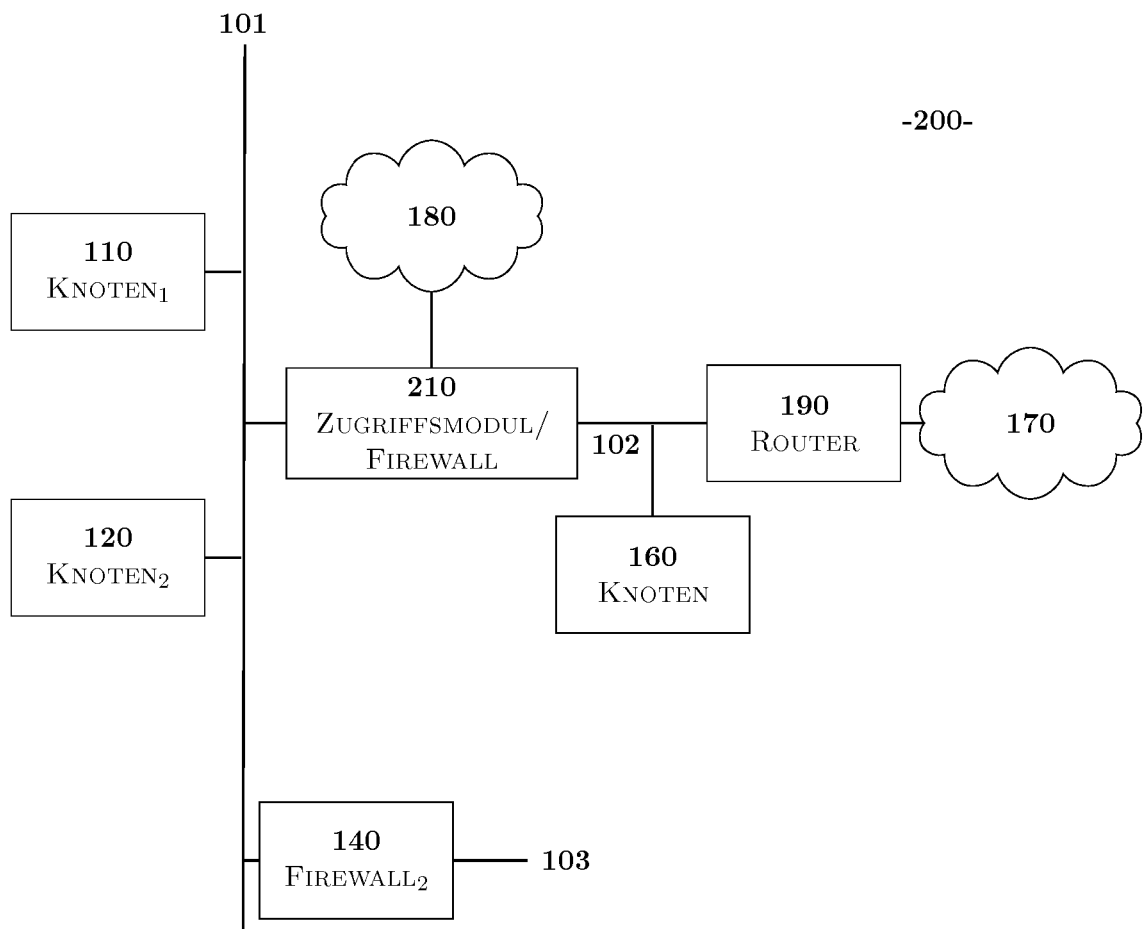 101
-200-
180
110
Knoten₁
210
Zugriffsmodul/
Firewall
102
190
Router
170
120
Knoten₂
160
Knoten
140
Firewall₂
103